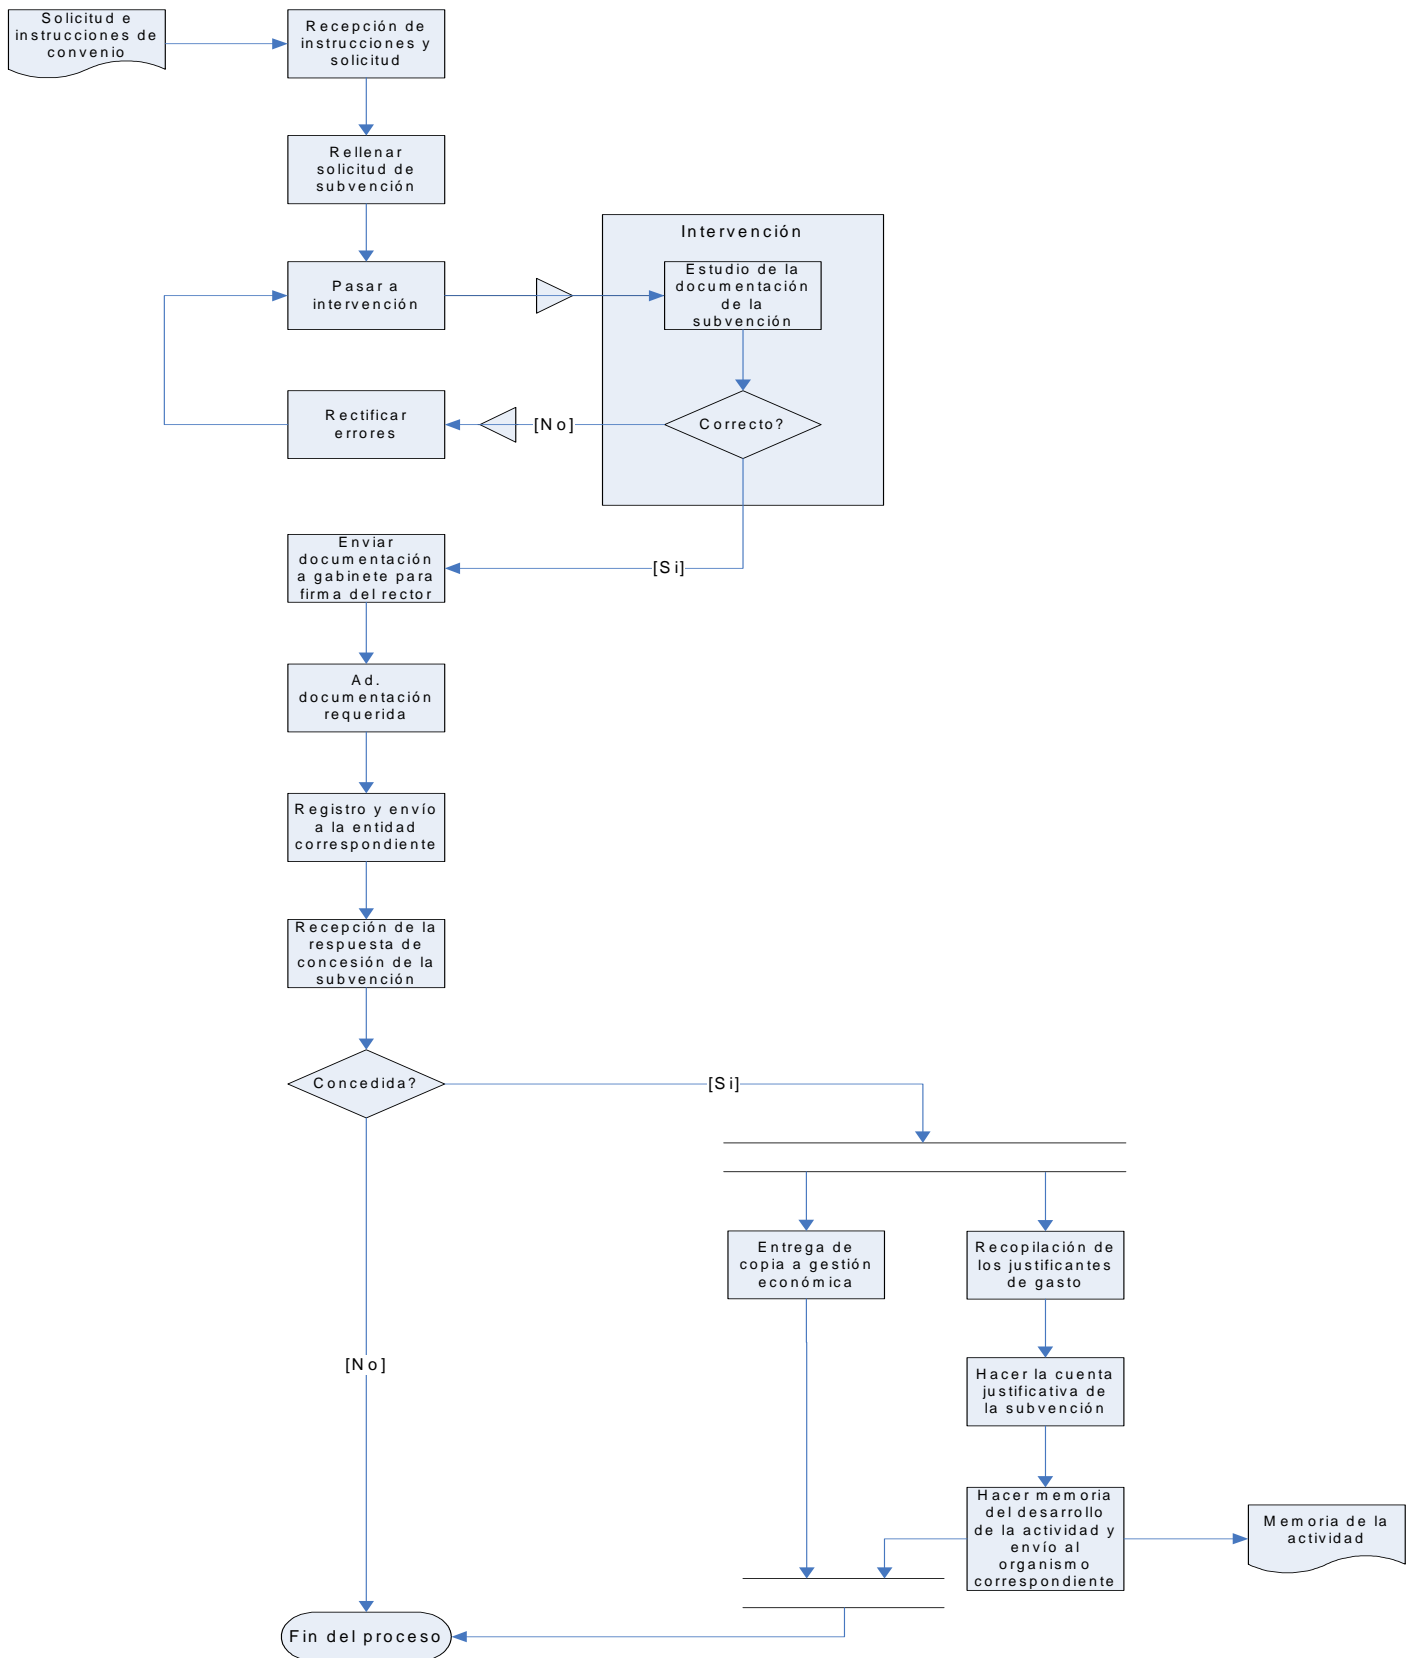 Solicitud e
instrucciones de
convenio
Recepción de
instrucciones y
solicitud
Rellenar
solicitud de
subvención
Intervención
Pasar a
intervención
Estudio de la
documentación
de la
subvención
Rectificar
errores
[No]
Correcto?
Enviar
documentación
a gabinete para
firma del rector
[Si]
Ad.
documentación
requerida
Registro y envío
a la entidad
correspondiente
Recepción de la
respuesta de
concesión de la
subvención
Concedida?
[Si]
Entrega de
copia a gestión
económica
Recopilación de
los justificantes
de gasto
[No]
Hacer la cuenta
justificativa de
la subvención
Hacer memoria
del desarrollo
de la actividad y
envío al
organismo
correspondiente
Memoria de la
actividad
Fin del proceso